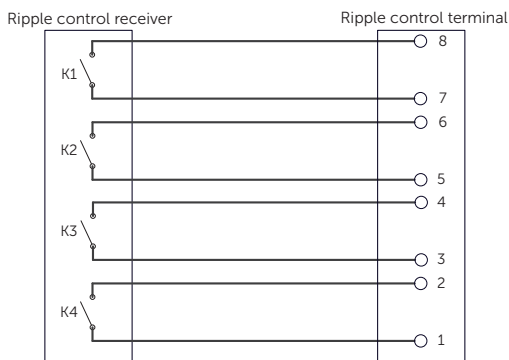 Ripple control receiver
Ripple control terminal
8
K1
7
6
K2
5
4
K3
3
2
K4
1